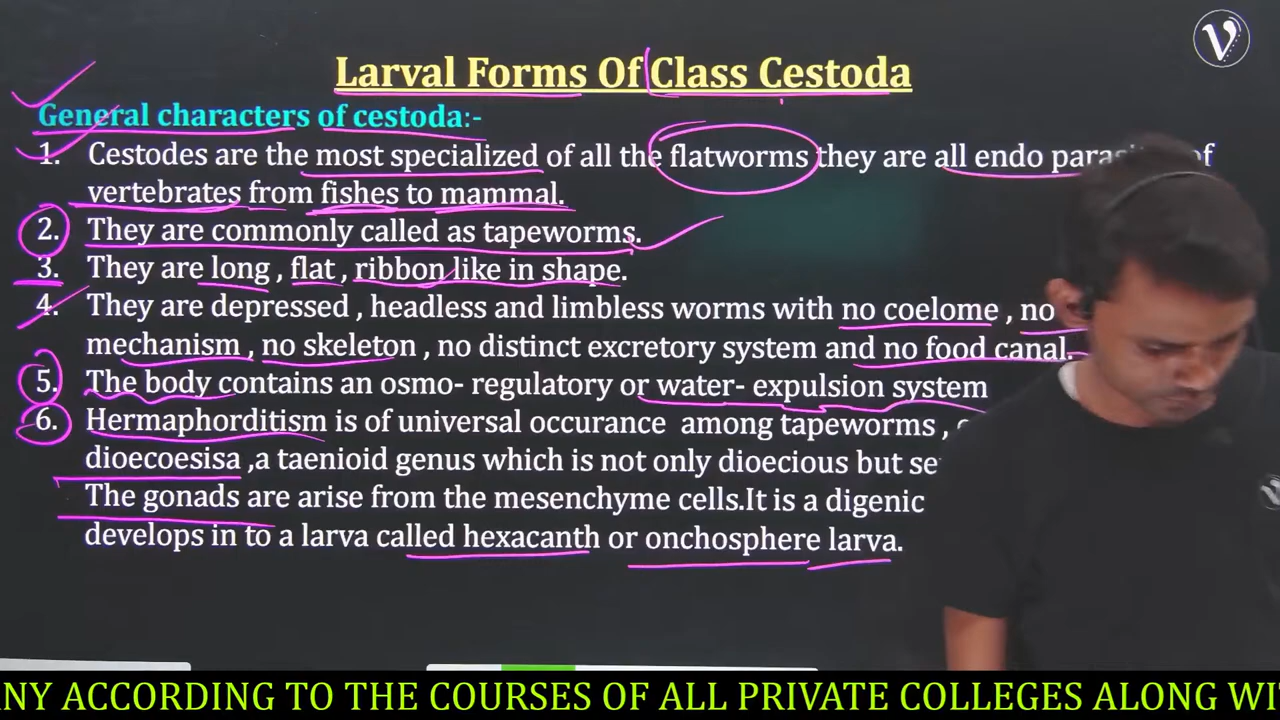 V
Larval Forms Of Class Cestoda
General characters of cestoda:-
1. Cestodes are the most specialized of all the flatworms they are all endo of
vertebrates from fishes to mammal.
2. They are commonly called as tapeworms.
3. They are long , flat , ribbon like in shape.
4. They are depressed , headless and limbless worms with no coelome , no
mechanism , no skeleton , no distinct excretory system and no food canal.
5. The body contains an osmo- regulatory or water- expulsion system
6. Hermaphorditism is of universal occurance among tapeworms ,
dioecoesisa ,a taenioid genus which is not only dioecious but
The gonads are arise from the mesenchyme cells.It is a digenic
develops in to a larva called hexacanth or onchosphere larva.
ACCORDING TO THE COURSES OF ALL PRIVATE COLLEGES ALONG